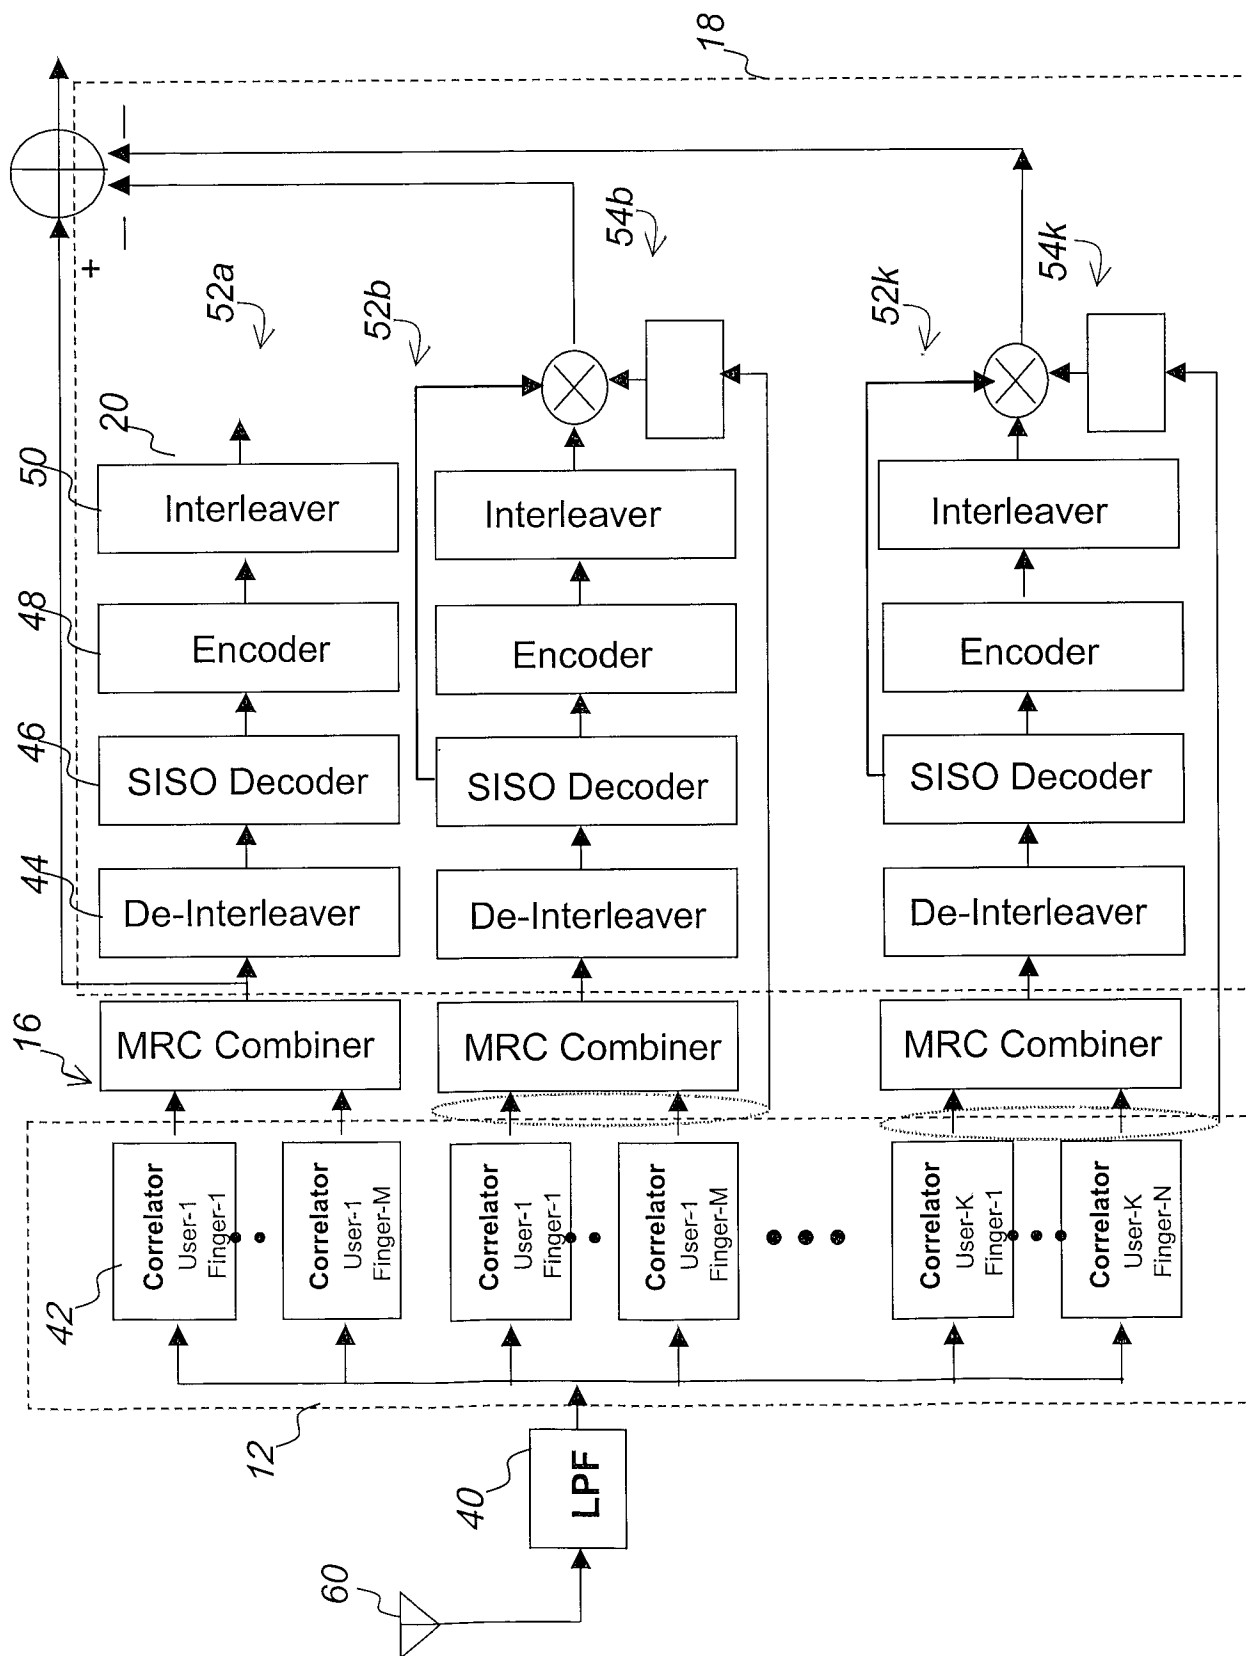 18
+
—
—
52a
54b
52b
54k
52k
20
50
Interleaver
Interleaver
Interleaver
48
Encoder
Encoder
Encoder
46
SISO Decoder
SISO Decoder
SISO Decoder
44
De-Interleaver
De-Interleaver
De-Interleaver
16
MRC Combiner
MRC Combiner
MRC Combiner
42
Correlator
User-1
Finger-1
Correlator
User-1
Finger-M
Correlator
User-1
Finger-1
Correlator
User-1
Finger-M
Correlator
User-K
Finger-1
Correlator
User-K
Finger-N
12
40
LPF
60